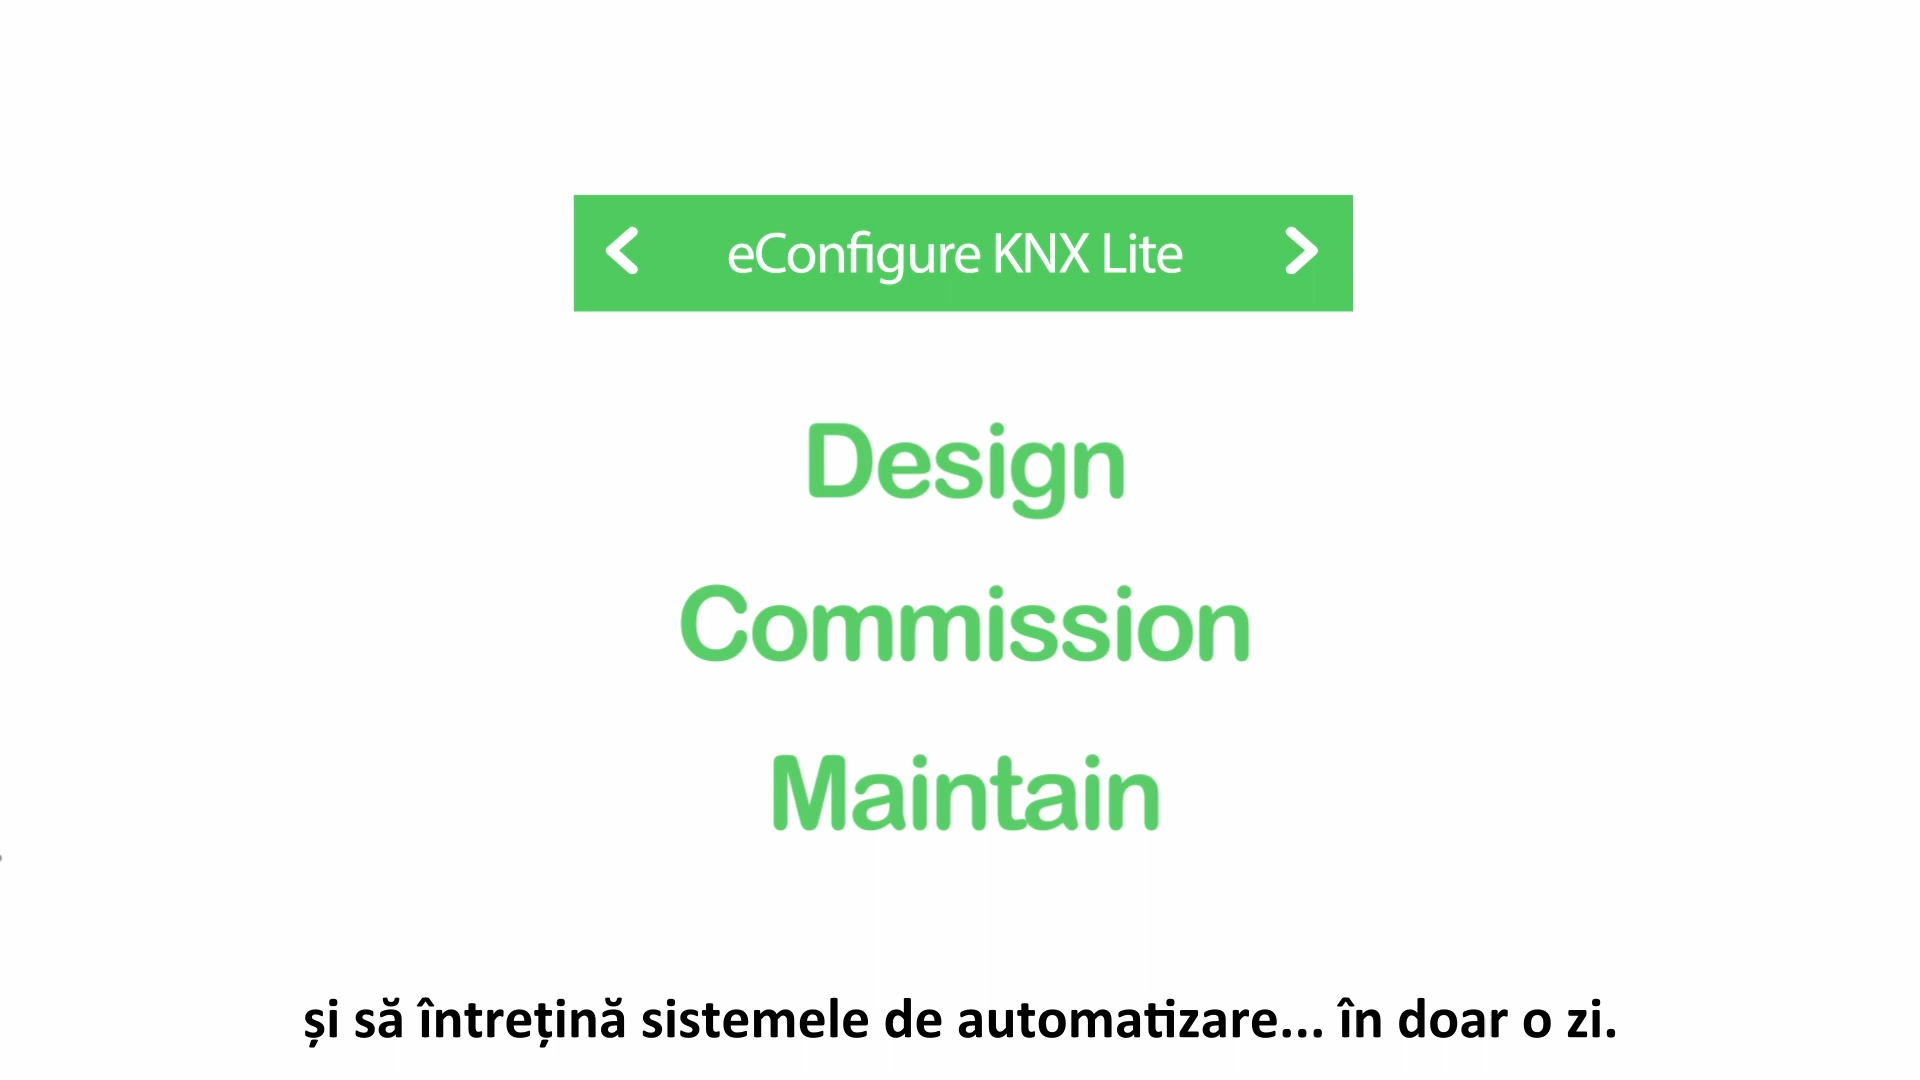 eConfigure KNX Lite
Design
Commission
Maintain
și să întrețină sistemele de automatizare... în doar o zi.